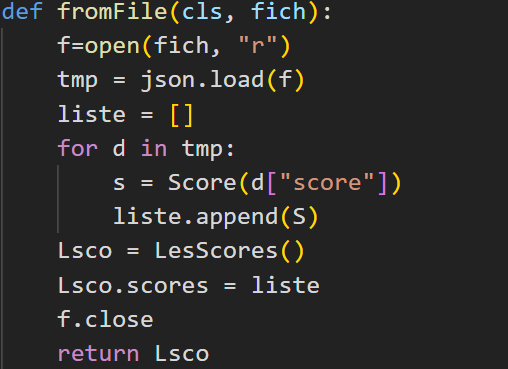 def fromFile(cls, fich):
    f=open(fich, "r")
    tmp = json.load(f)
    liste = []
    for d in tmp:
        s = Score(d["score"])
        liste.append(S)
    Lsco = LesScores()
    Lsco.scores = liste
    f.close
    return Lsco